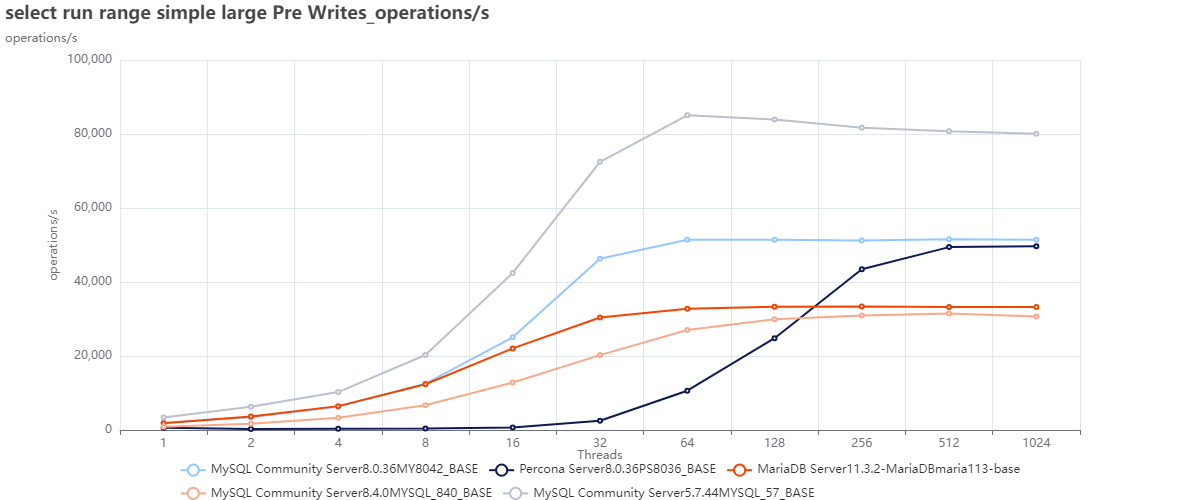 select run range simple large Pre Writes_operations/s
operations/s
100,000
80,000
60,000
40,000
20,000
0
operations/s
1 2 4 8 16 32 64 128 256 512 1024
Threads
MySQL Community Server8.0.36MY8042_BASE Percona Server8.0.36PS8036_BASE MariaDB Server11.3.2-MariaDBmaria113-base
MySQL Community Server8.4.0MYSQL_840_BASE MySQL Community Server5.7.44MYSQL_57_BASE